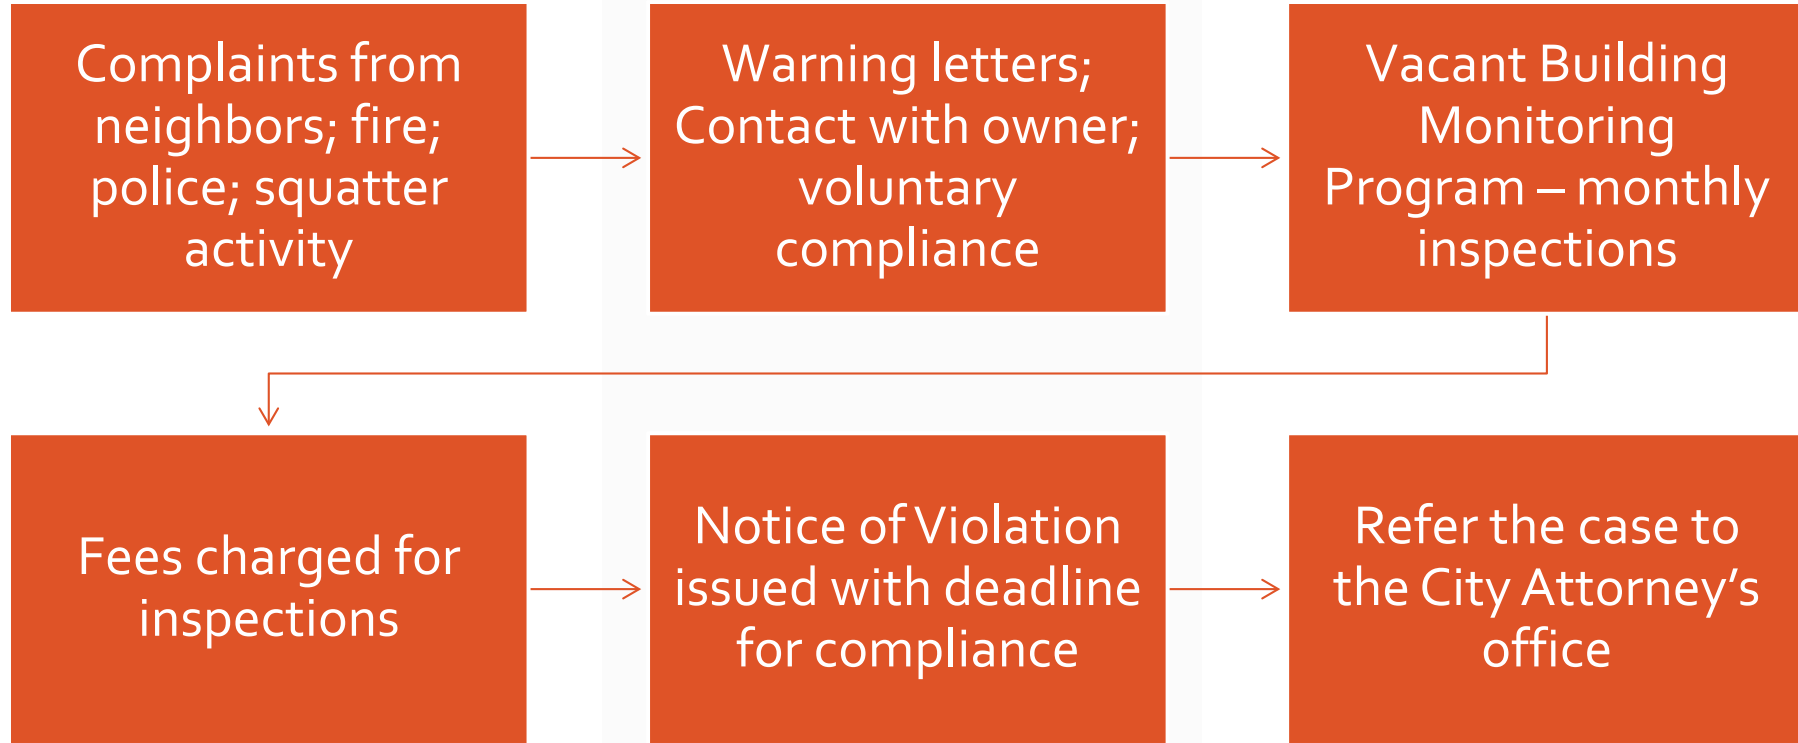 Complaints from
neighbors; fire;
police; squatter
activity
Warning letters;
Contact with owner;
voluntary
compliance
Vacant Building
Monitoring
Program – monthly
inspections
Fees charged for
inspections
Notice of Violation
issued with deadline
for compliance
Refer the case to
the City Attorney’s
office